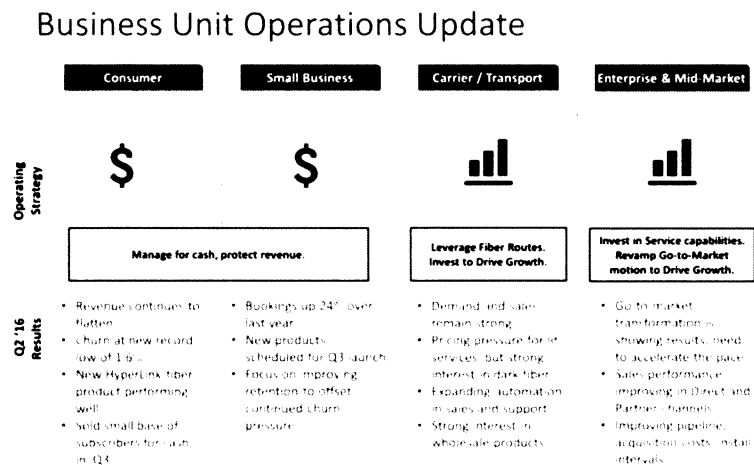 Business Unit Operations Update
Consumer
Small Business
Carrier / Transport
Enterprise & Mid-Market
Operating
Strategy
$
$
Manage for cash, protect revenue.
Leverage Fiber Routes.
Invest to Drive Growth.
Invest in Service capabilities.
Revamp Go-to-Market
motion to Drive Growth.
Q2 '16
Results
• Revenue continues to
flatten
• Churn at new record
low of 1.6%
• New HyperLink fiber
product performing
well
• Sold small base of
subscribers for cash
in Q3
• Bookings up 24% over
last year
• New products
scheduled for Q3 launch
• Focus on improving
retention to offset
continued churn
pressure
• Demand and sales
remain strong
• Pricing pressure for lit
services, but strong
interest in dark fiber
• Expanding automation
in sales and support
• Strong interest in
wholesale products
• Go to market
transformation is
showing results, need
to accelerate the pace
• Sales performance
improving in Direct and
Partner channels
• Improving pipeline,
acquisition costs, install
intervals